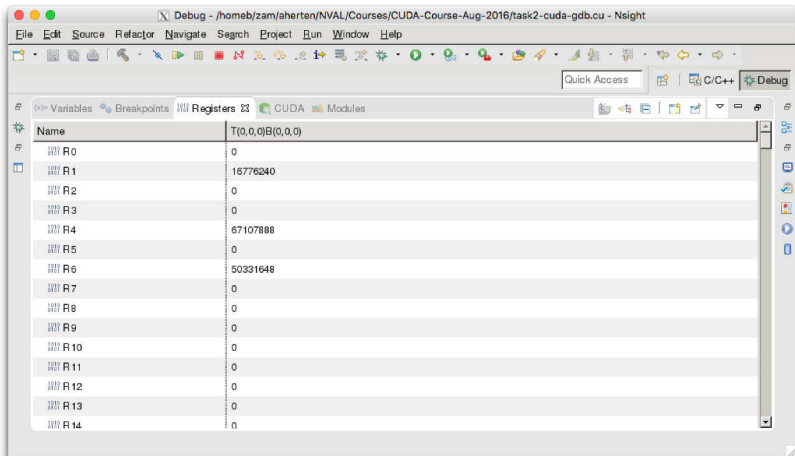 Debug - /homeb/zam/aherten/NVAL/Courses/CUDA-Course-Aug-2016/task2-cuda-gdb.cu - Nsight
File Edit Source Refactor Navigate Search Project Run Window Help
Quick Access C/C++ Debug
Variables Breakpoints Registers CUDA Modules
Name T(0,0,0)B(0,0,0)
R0 0
R1 16776240
R2 0
R3 0
R4 67107888
R5 0
R6 50331648
R7 0
R8 0
R9 0
R10 0
R11 0
R12 0
R13 0
R14 0